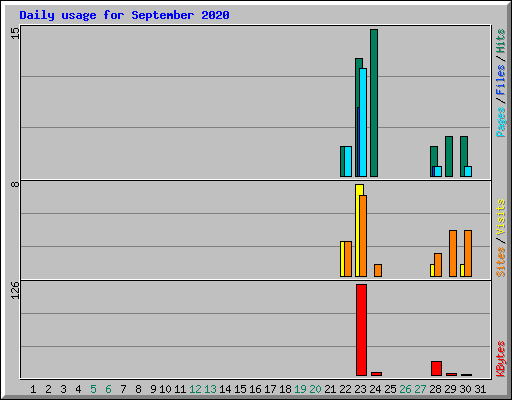 Daily usage for September 2020
15
8
126
Pages / Files / Hits
Sites / Visits
KBytes
1 2 3 4 5 6 7 8 9 10 11 12 13 14 15 16 17 18 19 20 21 22 23 24 25 26 27 28 29 30 31